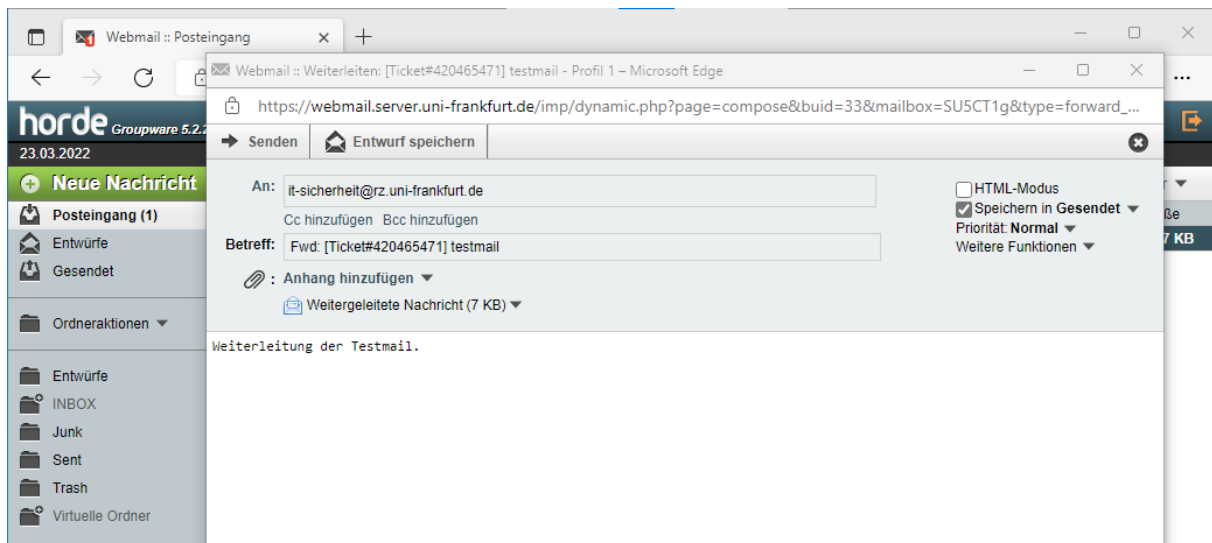 Webmail :: Posteingang
Webmail :: Weiterleiten: [Ticket#420465471] testmail - Profil 1 – Microsoft Edge
https://webmail.server.uni-frankfurt.de/imp/dynamic.php?page=compose&buid=33&mailbox=SU5CT1g&type=forward_...
horde Groupware 5.2.2
23.03.2022
Senden Entwurf speichern
Neue Nachricht
An: it-sicherheit@rz.uni-frankfurt.de
Cc hinzufügen Bcc hinzufügen
Betreff: Fwd: [Ticket#420465471] testmail
HTML-Modus
Speichern in Gesendet
Priorität: Normal
Weitere Funktionen
Anhang hinzufügen
Weitergeleitete Nachricht (7 KB)
Weiterleitung der Testmail.
Posteingang (1)
Entwürfe
Gesendet
Ordneraktionen
Entwürfe
INBOX
Junk
Sent
Trash
Virtuelle Ordner
ße
7 KB